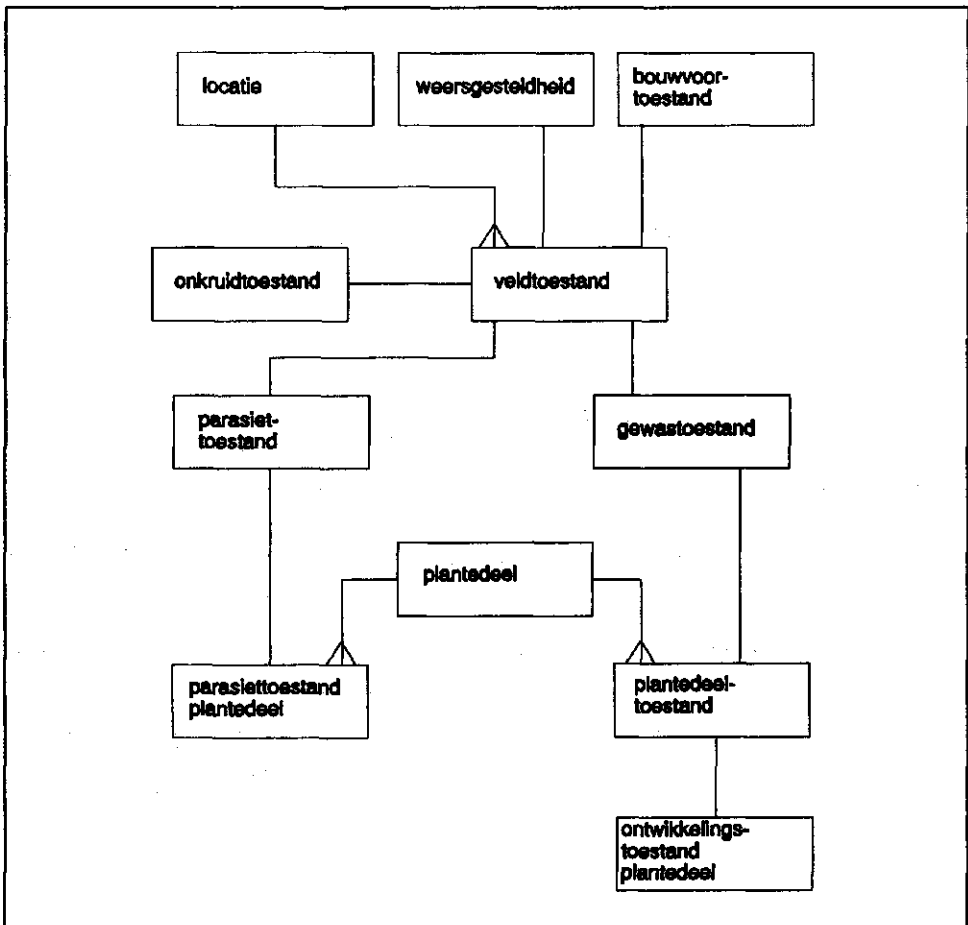 locatie
weersgesteldheid
bouwvoor-
toestand
onkruidtoestand
veldtoestand
parasiet-
toestand
gewastoestand
plantedeel
parasiettoestand
plantedeel
plantedeel-
toestand
ontwikkelings-
toestand
plantedeel